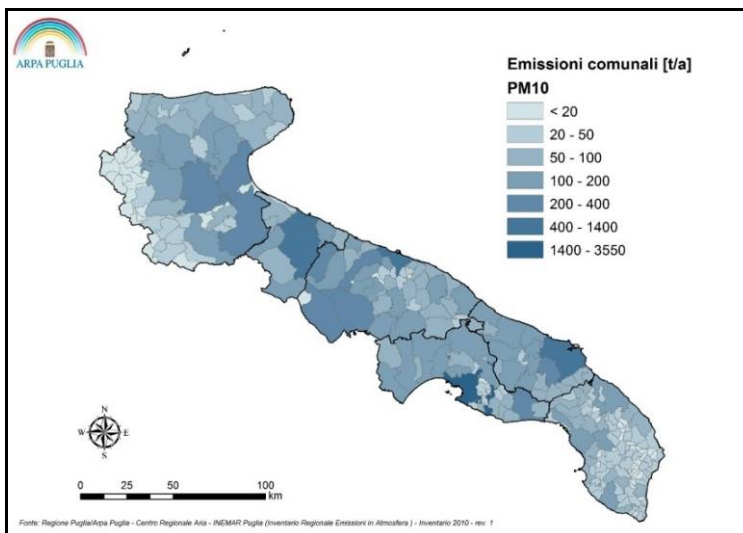 ARPA PUGLIA
Emissioni comunali [t/a]
PM10
< 20
20 - 50
50 - 100
100 - 200
200 - 400
400 - 1400
1400 - 3550
N
W E
S
0 25 50 100
km
Fonte: Regione Puglia/Arpa Puglia - Centro Regionale Aria - INEMAR Puglia (Inventario Regionale Emissioni in Atmosfera ) - Inventario 2010 - rev. 1